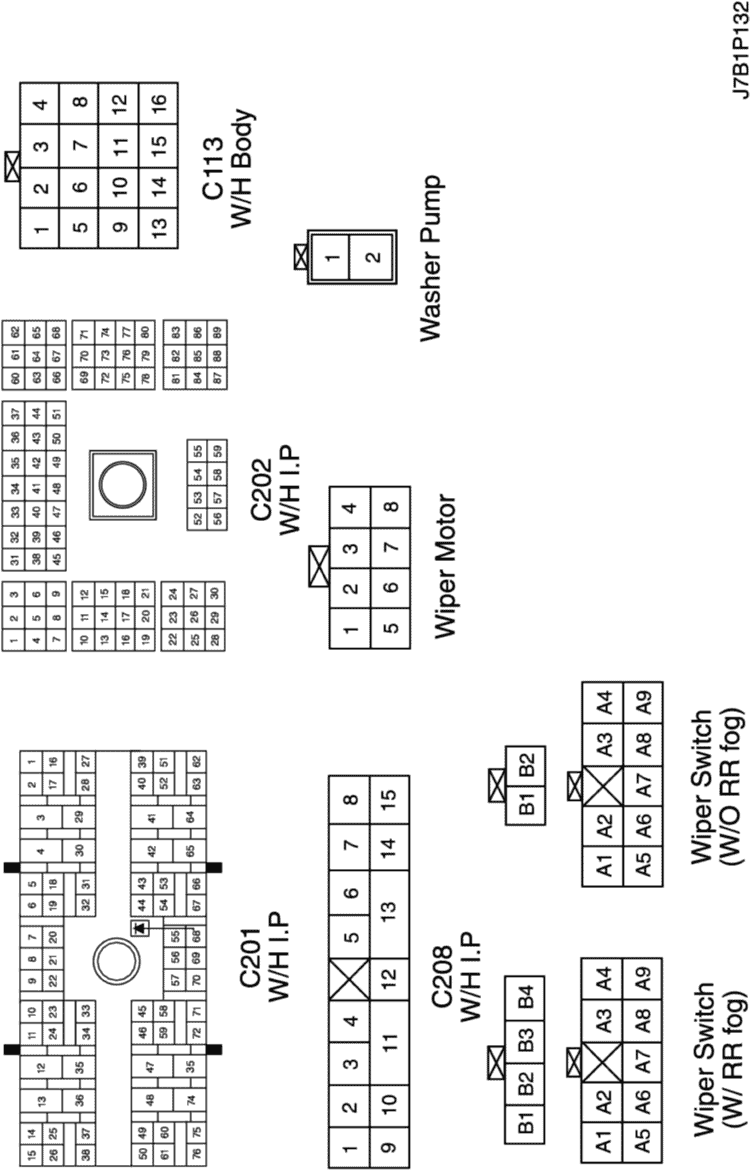 15 14 13 12 11 10 9 8 7 6 5 4 3 2 1
26 25 24 23 22 21 20 19 18 17 16
38 37 36 35 34 33 32 31 30 29 28 27
50 49 48 47 46 45 44 43 42 41 40 39
61 60 59 58 57 56 55 54 53 52 51
76 75 74 35 72 71 70 69 68 67 66 65 64 63 62
C201
W/H I.P
1 2 3
4 5 6
7 8 9
10 11 12
13 14 15
16 17 18
19 20 21
22 23 24
25 26 27
28 29 30
31 32 33 34 35 36 37
38 39 40 41 42 43 44
45 46 47 48 49 50 51
52 53 54 55
56 57 58 59
60 61 62
63 64 65
66 67 68
69 70 71
72 73 74
75 76 77
78 79 80
81 82 83
84 85 86
87 88 89
C202
W/H I.P
1 2 3 4
5 6 7 8
9 10 11 12
13 14 15 16
C113
W/H Body
1 2 3 4 5 6 7 8
9 10 11 12 13 14 15
C208
W/H I.P
1 2 3 4
5 6 7 8
Wiper Motor
1
2
Washer Pump
B1 B2 B3 B4
A1 A2 A3 A4
A5 A6 A7 A8 A9
Wiper Switch
(W/ RR fog)
B1 B2
A1 A2 A3 A4
A5 A6 A7 A8 A9
Wiper Switch
(W/O RR fog)
J7B1P132